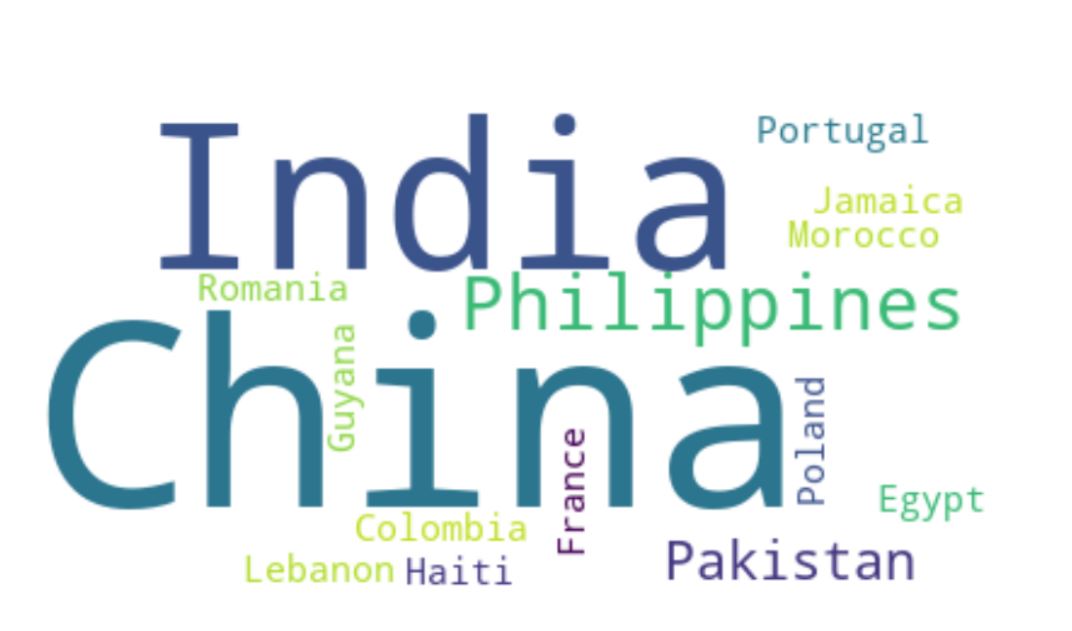 India
Portugal
Jamaica
Morocco
Romania
Philippines
China
Guyana
Poland
France
Egypt
Colombia
Pakistan
Lebanon
Haiti